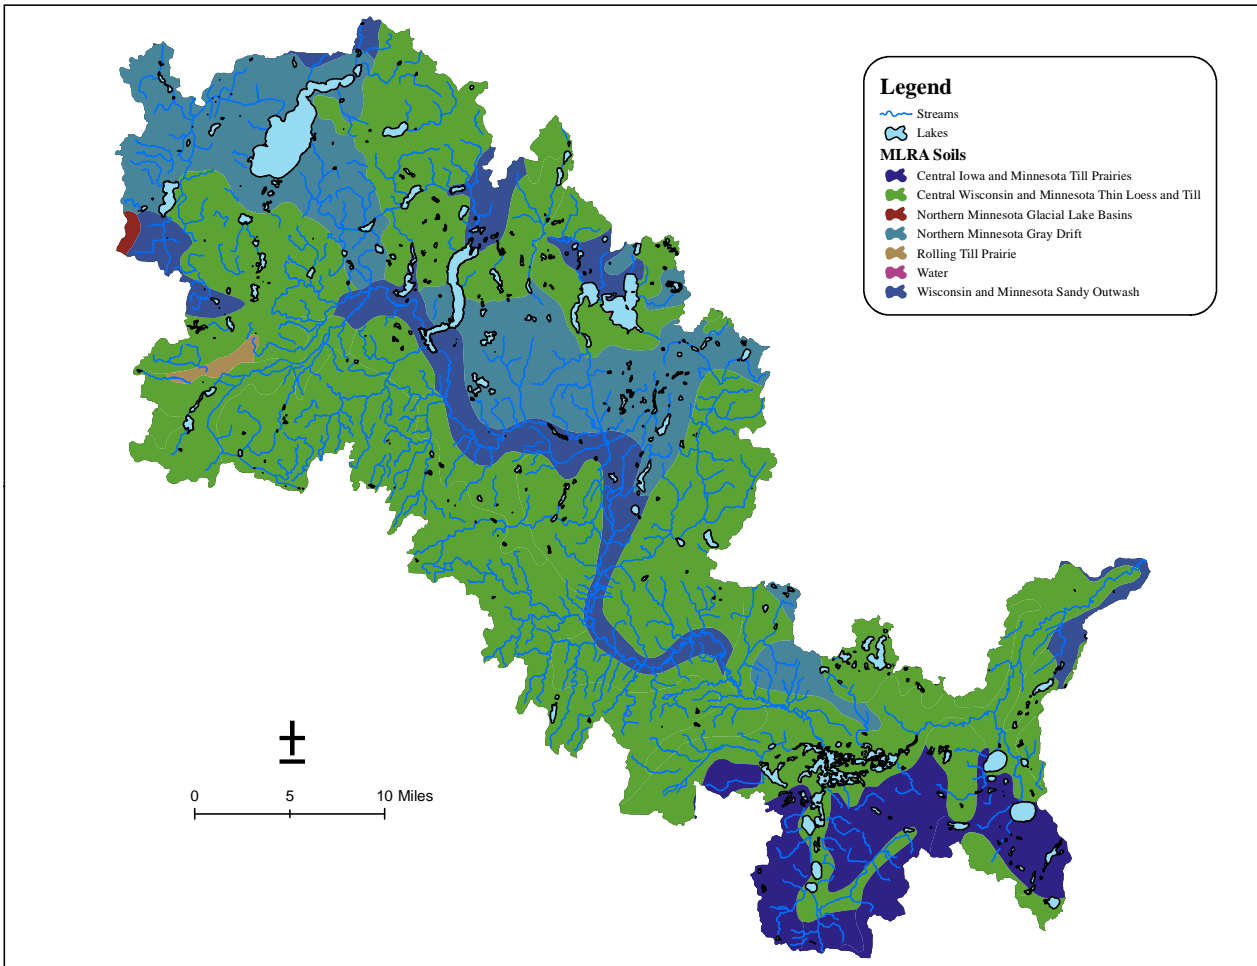 Legend
Streams
Lakes
MLRA Soils
Central Iowa and Minnesota Till Prairies
Central Wisconsin and Minnesota Thin Loess and Till
Northern Minnesota Glacial Lake Basins
Northern Minnesota Gray Drift
Rolling Till Prairie
Water
Wisconsin and Minnesota Sandy Outwash
±
0 5 10 Miles